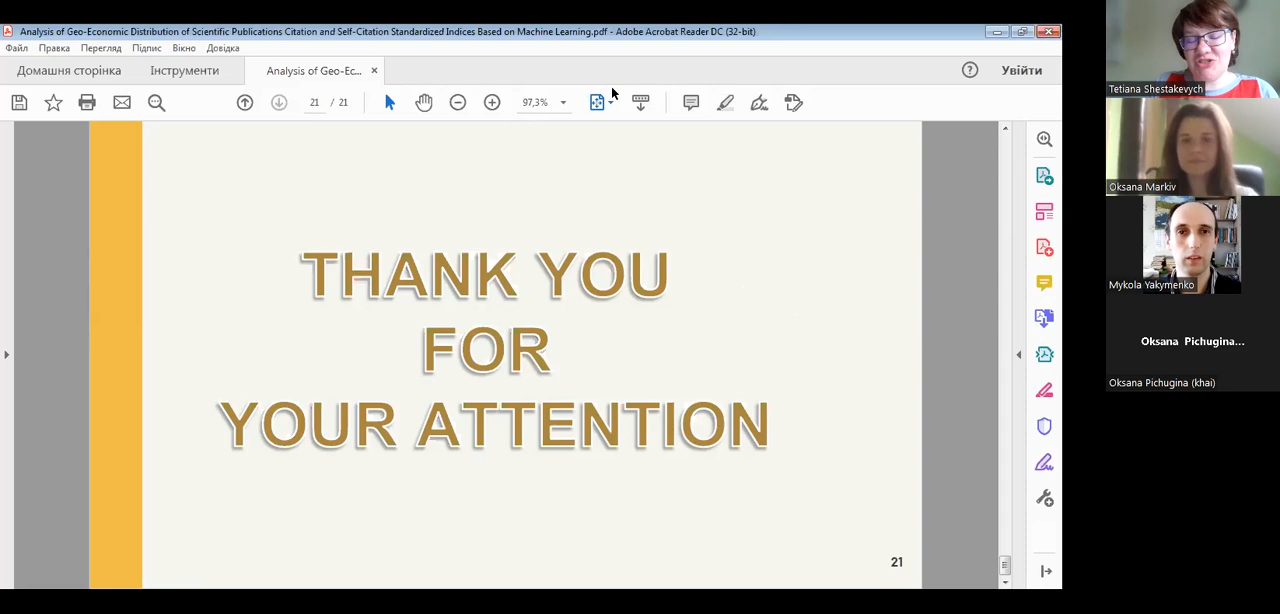 Analysis of Geo-Economic Distribution of Scientific Publications Citation and Self-Citation Standardized Indices Based on Machine Learning.pdf - Adobe Acrobat Reader DC (32-bit)
Файл Правка Перегляд Підпис Вікно Довідка
Домашня сторінка Інструменти Analysis of Geo-Ec... Увійти
21 / 21 97,3%
THANK YOU
FOR
YOUR ATTENTION
21
Tetiana Shestakevych
Oksana Markiv
Mykola Yakymenko
Oksana Pichugina...
Oksana Pichugina (khai)